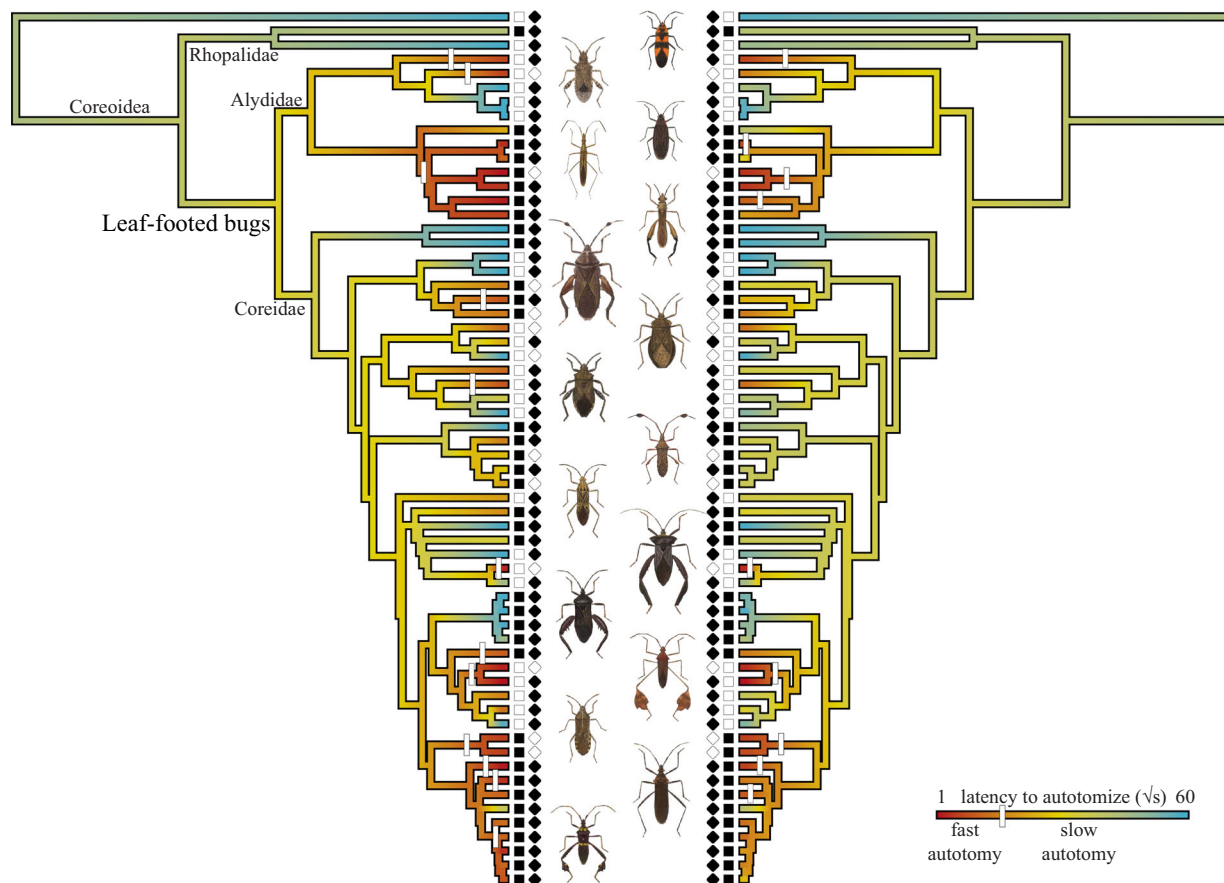 Rhopalidae
Coreoidea
Alydidae
Leaf-footed bugs
Coreidae
1 latency to autotomize (√s) 60
fast autotomy
slow autotomy